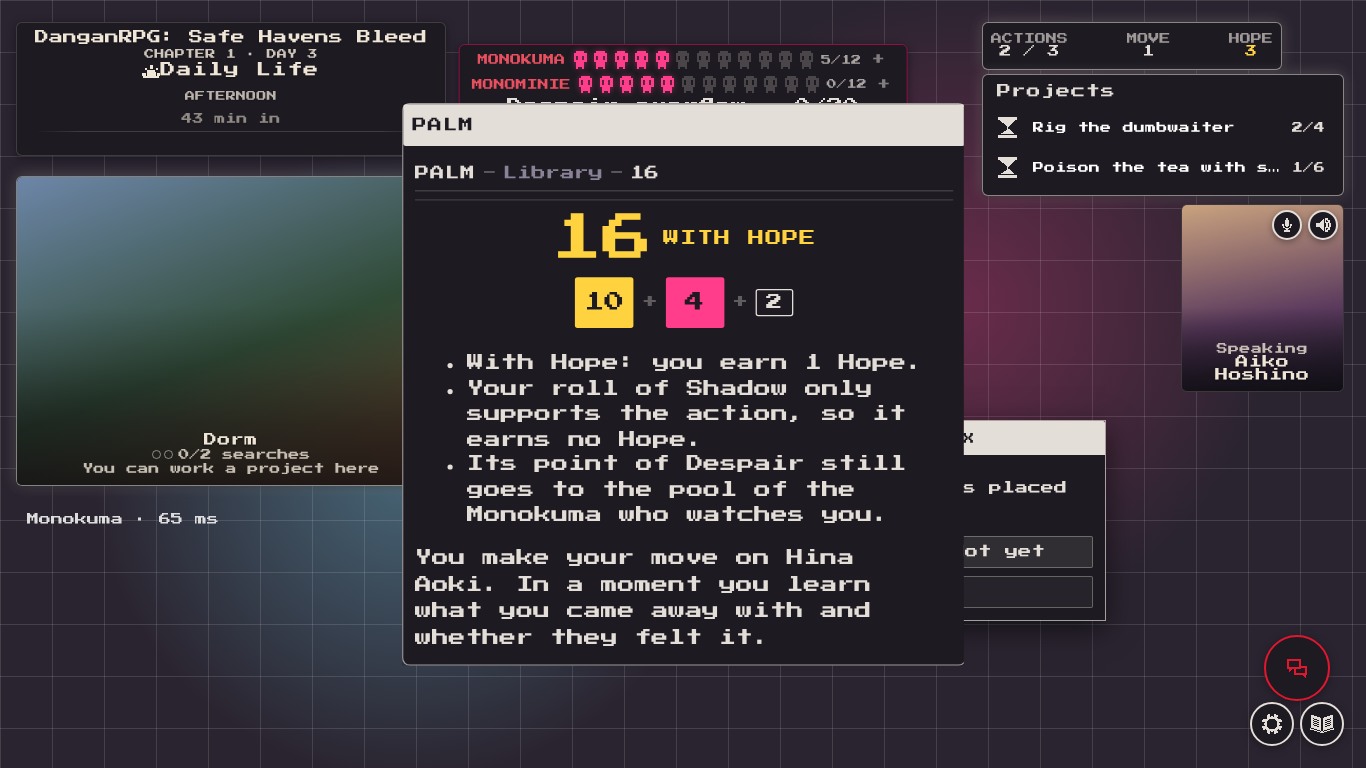 DanganRPG: Safe Havens Bleed
CHAPTER 1 · DAY 3
Daily Life
AFTERNOON
43 min in
MONOKUMA 5/12 +
MONOMINIE 0/12 +
ACTIONS MOVE HOPE
2 / 3 1 3
Projects
Rig the dumbwaiter 2/4
Poison the tea with s… 1/6
PALM
PALM — Library — 16
16 WITH HOPE
10 + 4 + 2
• With Hope: you earn 1 Hope.
• Your roll of Shadow only
supports the action, so it
earns no Hope.
• Its point of Despair still
goes to the pool of the
Monokuma who watches you.
You make your move on Hina
Aoki. In a moment you learn
what you came away with and
whether they felt it.
Dorm
0/2 searches
You can work a project here
Monokuma · 65 ms
Speaking
Aiko
Hoshino
placed
yet